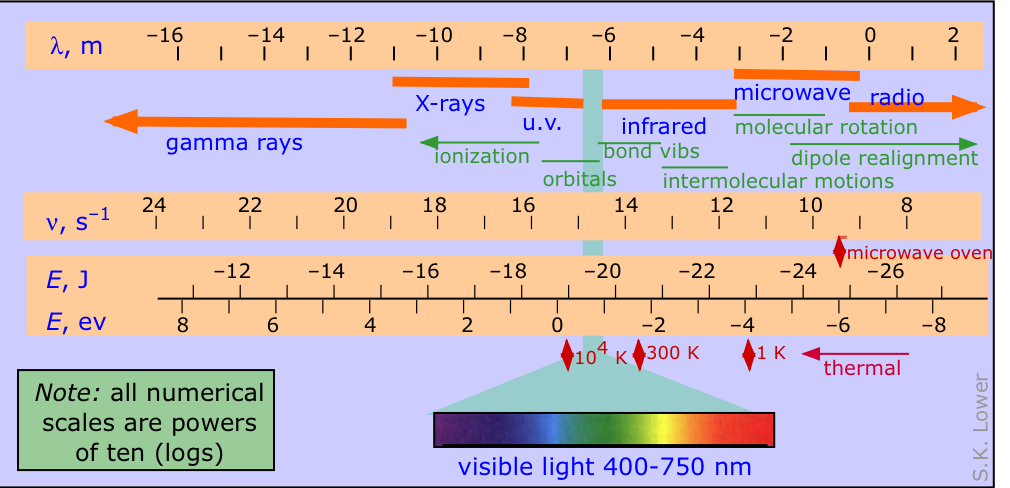 λ, m −16 −14 −12 −10 −8 −6 −4 −2 0 2
X-rays
u.v.
infrared
microwave
radio
gamma rays
ionization
orbitals
bond vibs
molecular rotation
dipole realignment
intermolecular motions
ν, s−1 24 22 20 18 16 14 12 10 8
microwave oven
E, J −12 −14 −16 −18 −20 −22 −24 −26
E, ev 8 6 4 2 0 −2 −4 −6 −8
10⁴ K
300 K
1 K
thermal
Note: all numerical
scales are powers
of ten (logs)
visible light 400-750 nm
S.K. Lower